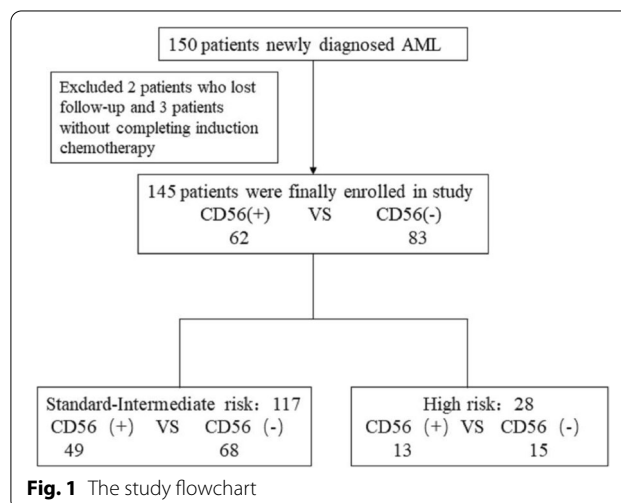 150 patients newly diagnosed AML
Excluded 2 patients who lost
follow-up and 3 patients
without completing induction
chemotherapy
145 patients were finally enrolled in study
CD56(+) VS CD56(-)
62 83
Standard-Intermediate risk: 117
CD56 (+) VS CD56 (-)
49 68
High risk: 28
CD56 (+) VS CD56 (-)
13 15
Fig. 1 The study flowchart